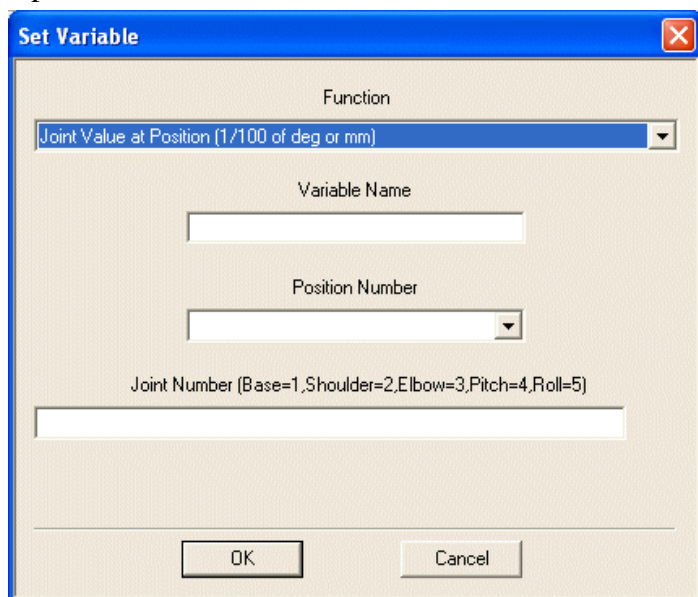 Set Variable
Function
Joint Value at Position (1/100 of deg or mm)
Variable Name
Position Number
Joint Number (Base=1,Shoulder=2,Elbow=3,Pitch=4,Roll=5)
OK Cancel